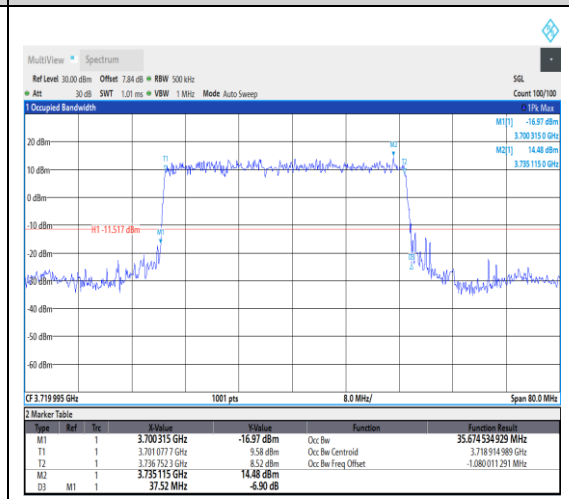 MultiView Spectrum
Ref Level 30.00 dBm Offset 7.84 dB RBW 500 kHz SGL
Att 30 dB SWT 1.01 ms VBW 1 MHz Mode Auto Sweep Count 100/100
1 Occupied Bandwidth 1Pk Max
M1[1] -16.97 dBm
3.700 315 0 GHz
M2[1] 14.48 dBm
3.735 115 0 GHz
20 dBm
M2
T1 T2
10 dBm
0 dBm
-10 dBm
H1 -11.517 dBm
M1
-20 dBm
-30 dBm
-40 dBm
-50 dBm
-60 dBm
CF 3.719 995 GHz 1001 pts 8.0 MHz/ Span 80.0 MHz
2 Marker Table
Type Ref Trc X-Value Y-Value Function Function Result
M1 1 3.700 315 GHz -16.97 dBm Occ Bw 35.674 534 929 MHz
T1 1 3.701 077 7 GHz 9.58 dBm Occ Bw Centroid 3.718 914 989 GHz
T2 1 3.736 752 3 GHz 8.52 dBm Occ Bw Freq Offset -1.080 011 291 MHz
M2 1 3.735 115 GHz 14.48 dBm
D3 M1 1 37.52 MHz -6.90 dB